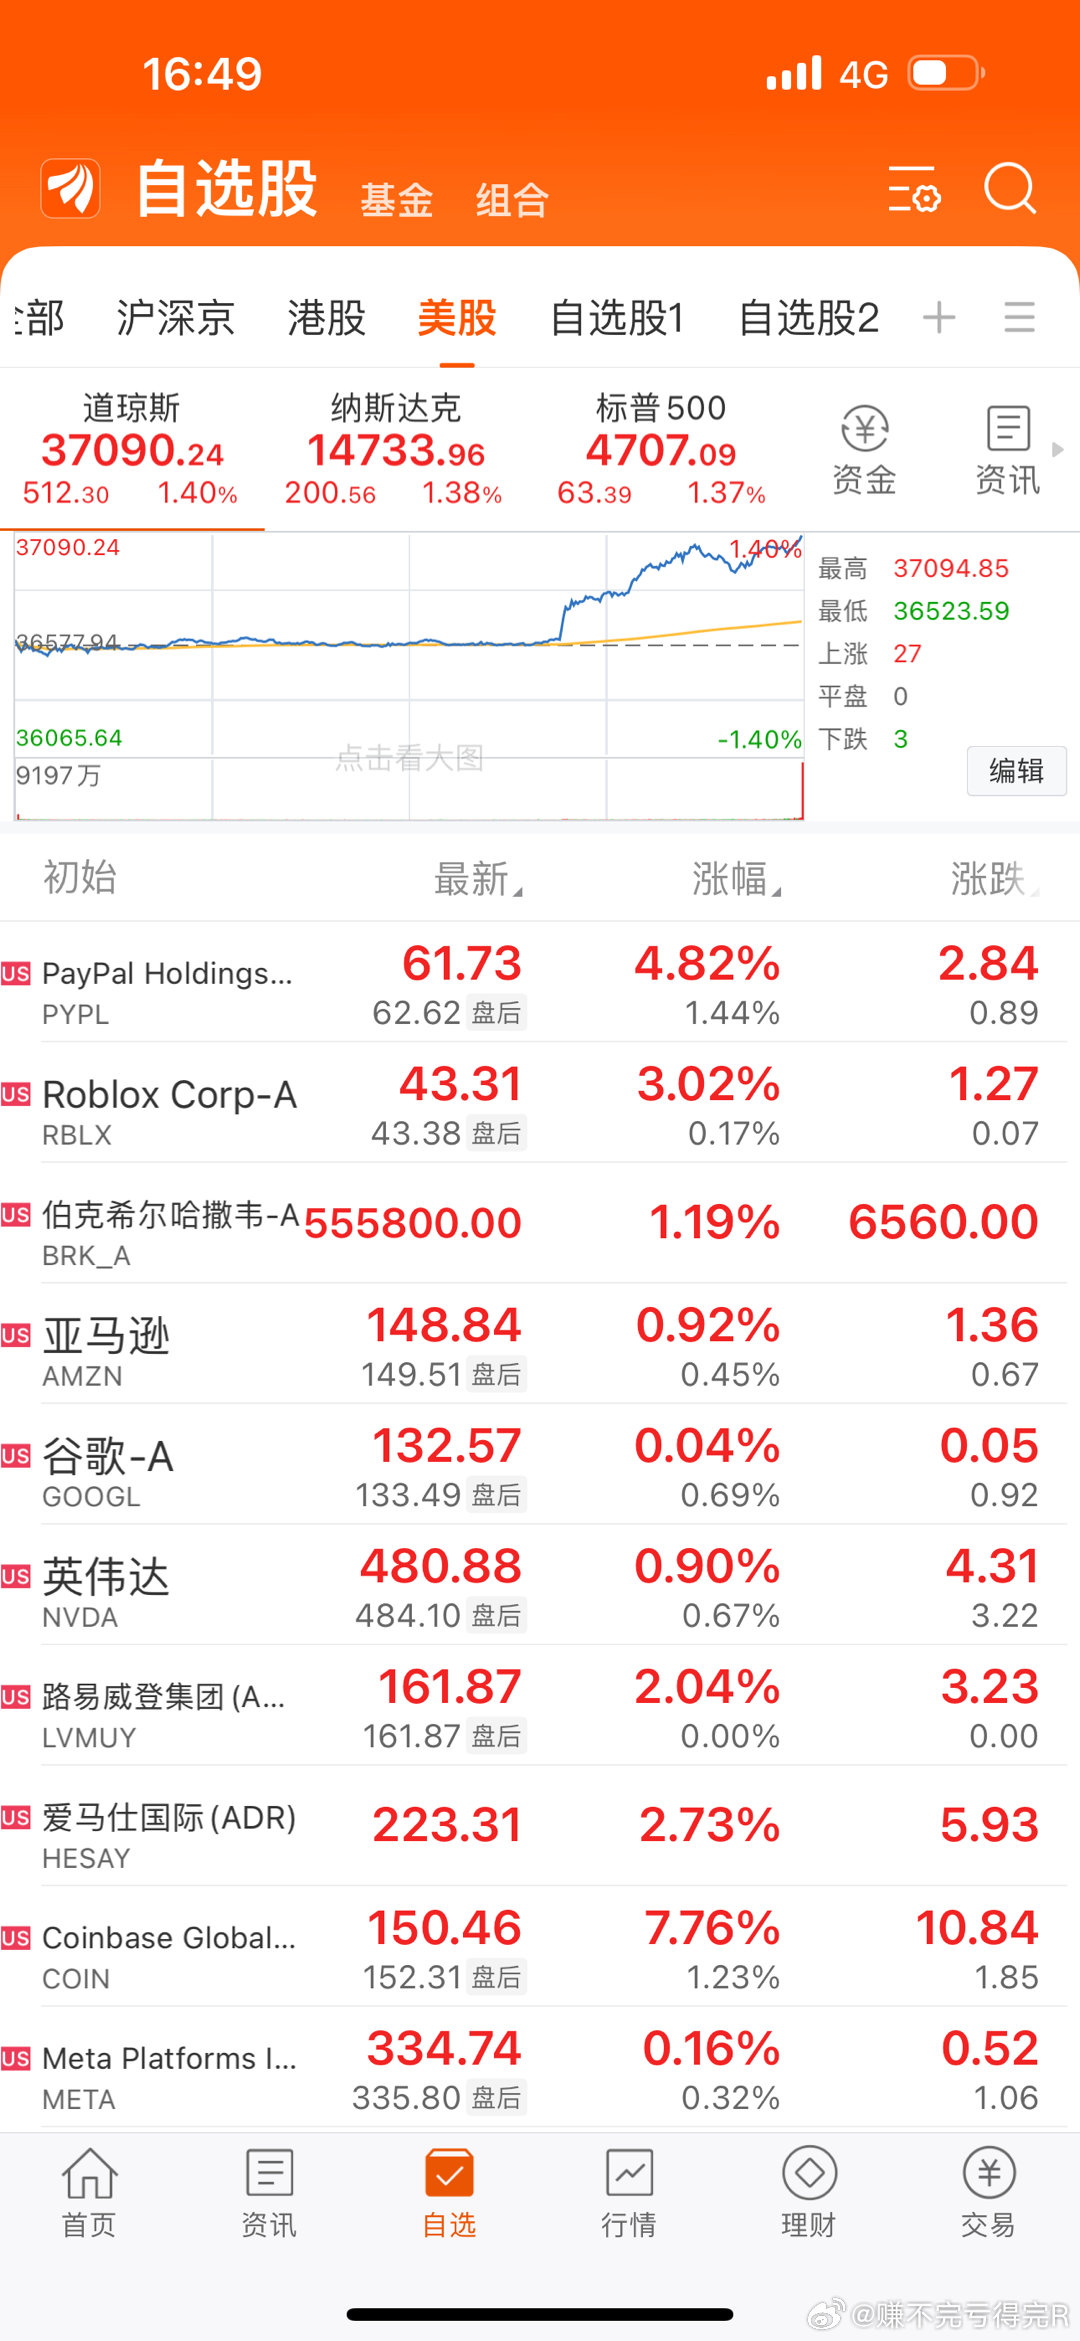 16:49 4G
自选股 基金 组合
全部 沪深京 港股 美股 自选股1 自选股2
道琼斯 纳斯达克 标普500
37090.24 14733.96 4707.09
512.30 1.40% 200.56 1.38% 63.39 1.37%
资金 资讯
37090.24 1.40%
36577.94
36065.64 -1.40%
点击看大图
9197万
最高 37094.85
最低 36523.59
上涨 27
平盘 0
下跌 3
编辑
初始 最新 涨幅 涨跌
US PayPal Holdings... 61.73 4.82% 2.84
PYPL 62.62 盘后 1.44% 0.89
US Roblox Corp-A 43.31 3.02% 1.27
RBLX 43.38 盘后 0.17% 0.07
US 伯克希尔哈撒韦-A 555800.00 1.19% 6560.00
BRK_A
US 亚马逊 148.84 0.92% 1.36
AMZN 149.51 盘后 0.45% 0.67
US 谷歌-A 132.57 0.04% 0.05
GOOGL 133.49 盘后 0.69% 0.92
US 英伟达 480.88 0.90% 4.31
NVDA 484.10 盘后 0.67% 3.22
US 路易威登集团(A... 161.87 2.04% 3.23
LVMUY 161.87 盘后 0.00% 0.00
US 爱马仕国际(ADR) 223.31 2.73% 5.93
HESAY
US Coinbase Global... 150.46 7.76% 10.84
COIN 152.31 盘后 1.23% 1.85
US Meta Platforms I... 334.74 0.16% 0.52
META 335.80 盘后 0.32% 1.06
首页 资讯 自选 行情 理财 交易
@赚不完亏得完R